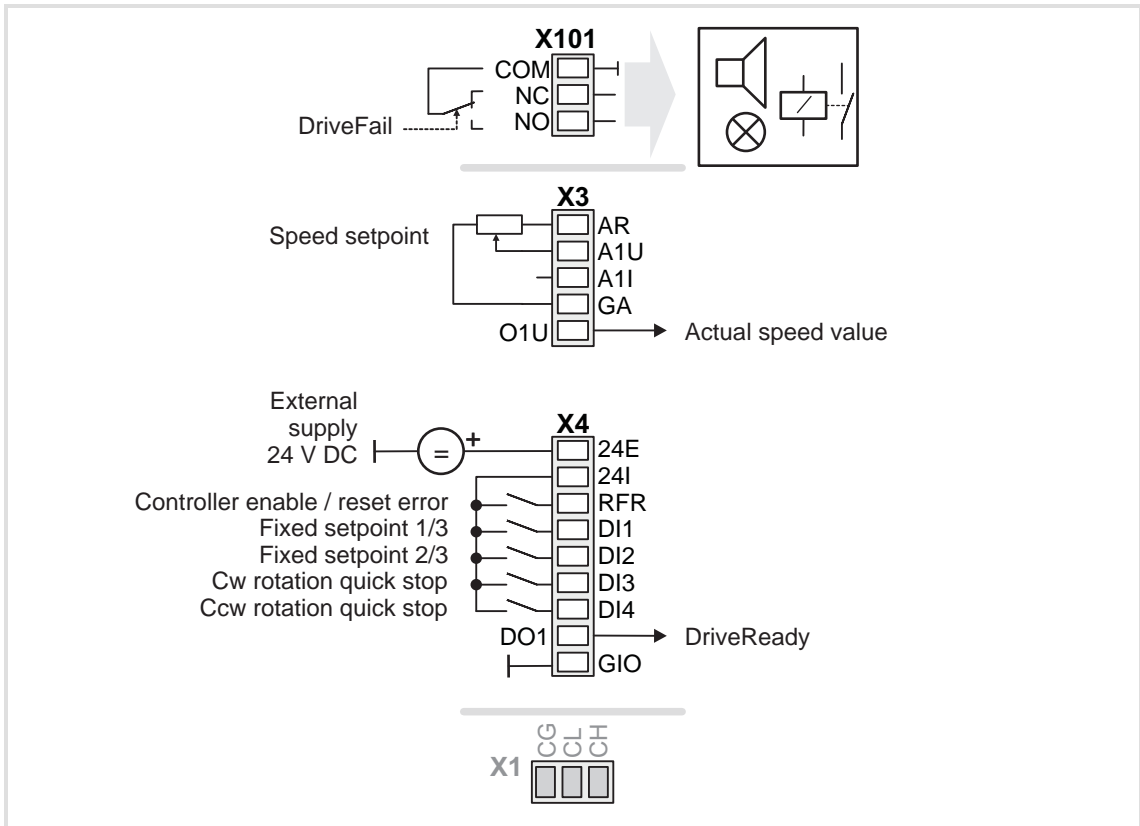 X101
COM
NC
DriveFail
NO
X3
AR
Speed setpoint
A1U
A1I
GA
O1U
Actual speed value
External
supply
24 V DC
=
+
X4
24E
24I
Controller enable / reset error
RFR
Fixed setpoint 1/3
DI1
Fixed setpoint 2/3
DI2
Cw rotation quick stop
DI3
Ccw rotation quick stop
DI4
DO1
DriveReady
GIO
X1
CG
CL
CH